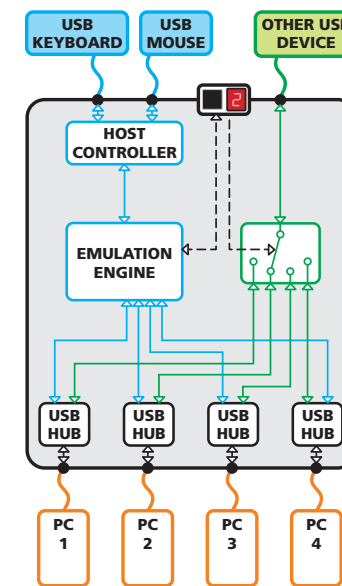 USB
KEYBOARD
USB
MOUSE
OTHER USB
DEVICE
2
HOST
CONTROLLER
EMULATION
ENGINE
USB
HUB
USB
HUB
USB
HUB
USB
HUB
PC
1
PC
2
PC
3
PC
4